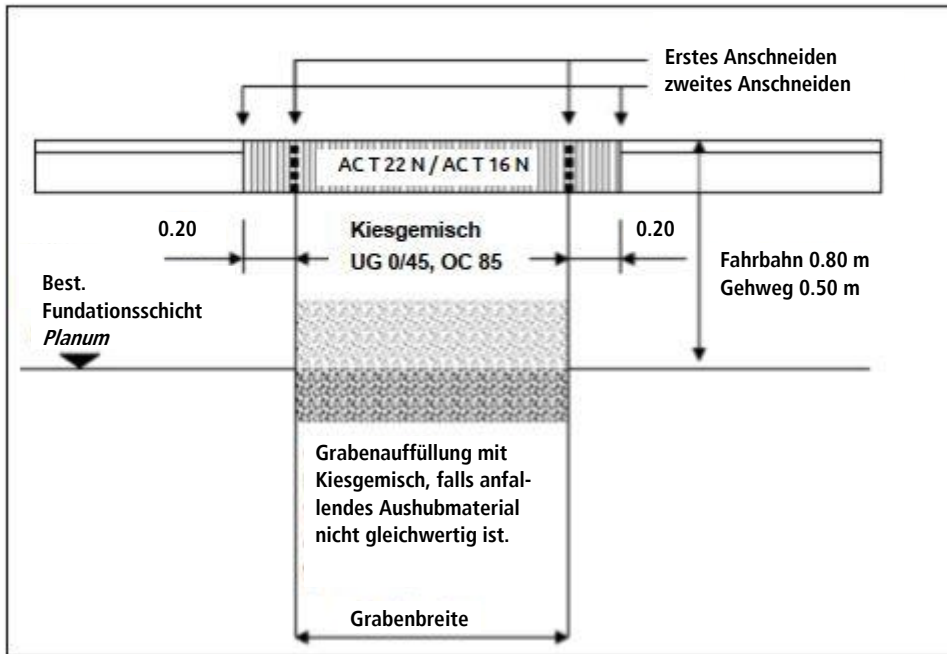 Erstes Anschneiden
zweites Anschneiden
AC T 22 N / AC T 16 N
0.20
Kiesgemisch
UG 0/45, OC 85
0.20
Fahrbahn 0.80 m
Gehweg 0.50 m
Best.
Fundationsschicht
Planum
Grabenauffüllung mit
Kiesgemisch, falls anfal-
lendes Aushubmaterial
nicht gleichwertig ist.
Grabenbreite